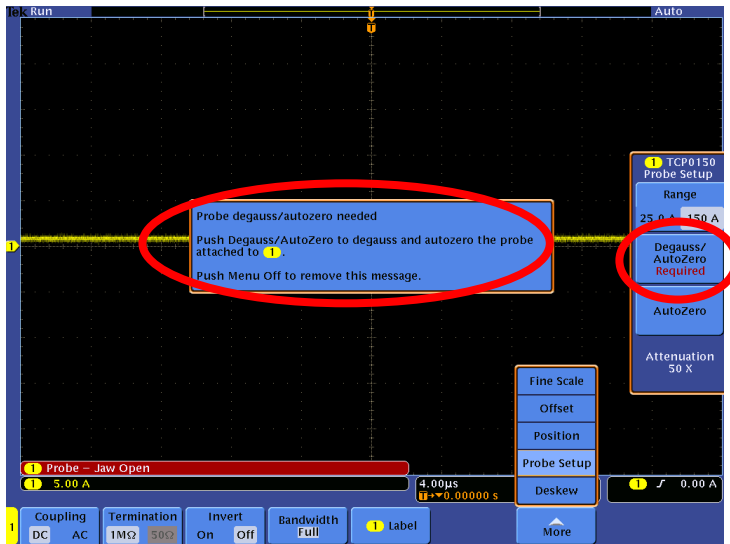 Tek Run
Auto
T
T
1 TCP0150
Probe Setup
Range
25.0 A 150 A
Degauss/
AutoZero
Required
AutoZero
Attenuation
50 X
Probe degauss/autozero needed
Push Degauss/AutoZero to degauss and autozero the probe
attached to 1.
Push Menu Off to remove this message.
1
Fine Scale
Offset
Position
Probe Setup
Deskew
1 Probe – Jaw Open
1 5.00 A
4.00µs
T→▼0.00000 s
1 ∫ 0.00 A
1
Coupling
DC AC
Termination
1MΩ 50Ω
Invert
On Off
Bandwidth
Full
1 Label
More